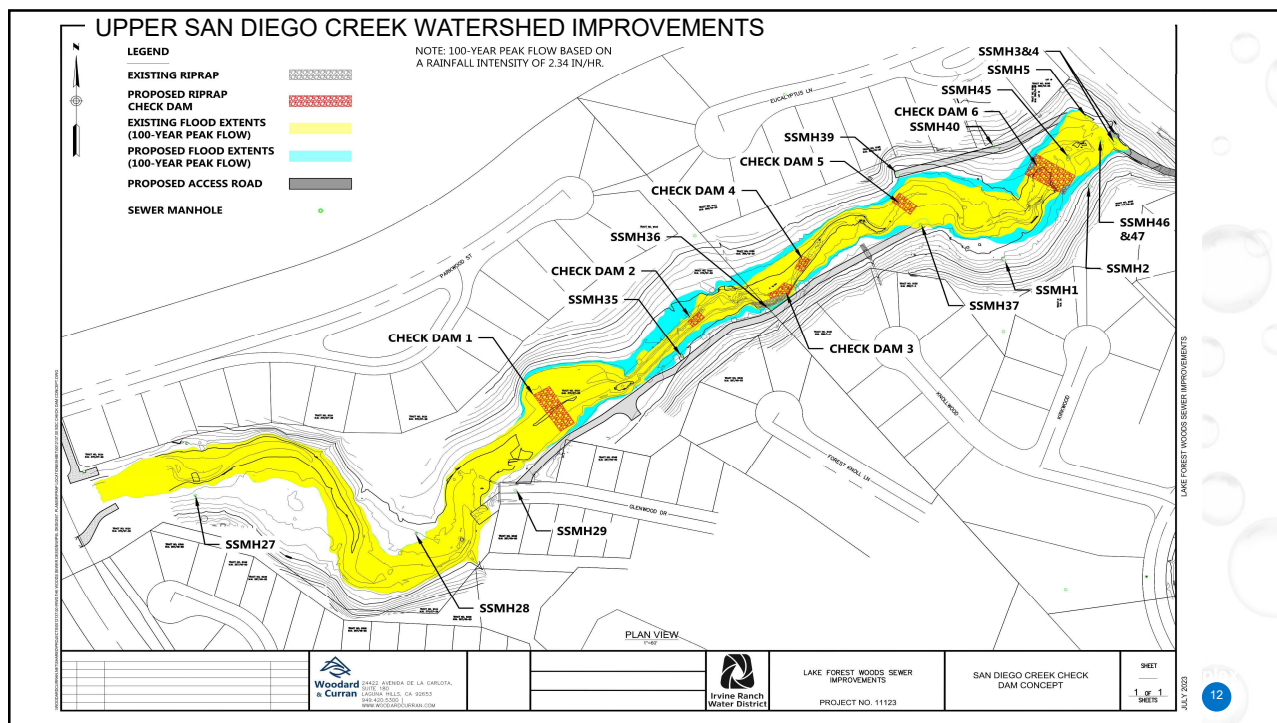 UPPER SAN DIEGO CREEK WATERSHED IMPROVEMENTS
N
LEGEND
EXISTING RIPRAP
PROPOSED RIPRAP
CHECK DAM
EXISTING FLOOD EXTENTS
(100-YEAR PEAK FLOW)
PROPOSED FLOOD EXTENTS
(100-YEAR PEAK FLOW)
PROPOSED ACCESS ROAD
SEWER MANHOLE
NOTE: 100-YEAR PEAK FLOW BASED ON
A RAINFALL INTENSITY OF 2.34 IN/HR.
SSMH3&4
SSMH5
SSMH45
CHECK DAM 6
SSMH40
SSMH39
CHECK DAM 5
CHECK DAM 4
SSMH36
CHECK DAM 2
SSMH35
CHECK DAM 1
EUCALYPTUS LN
PARKWOOD ST
SSMH46
&47
SSMH2
SSMH1
SSMH37
CHECK DAM 3
KNOLLWOOD
KIRKWOOD
FOREST KNOLL LN
GLENWOOD DR
SSMH29
SSMH27
SSMH28
PLAN VIEW
1"=60'
Woodard
& Curran
24422 AVENIDA DE LA CARLOTA,
SUITE 180
LAGUNA HILLS, CA 92653
949.420.5300 |
WWW.WOODARDCURRAN.COM
Irvine Ranch
Water District
LAKE FOREST WOODS SEWER
IMPROVEMENTS
PROJECT NO. 11123
SAN DIEGO CREEK CHECK
DAM CONCEPT
SHEET
1 OF 1
SHEETS
LAKE FOREST WOODS SEWER IMPROVEMENTS
JULY 2023
12